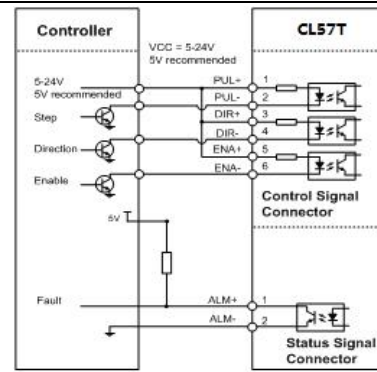 Controller
CL57T
VCC = 5-24V
5V recommended
5-24V
5V recommended
Step
Direction
Enable
PUL+ 1
PUL- 2
DIR+ 3
DIR- 4
ENA+ 5
ENA- 6
Control Signal
Connector
5V
Fault
ALM+ 1
ALM- 2
Status Signal
Connector